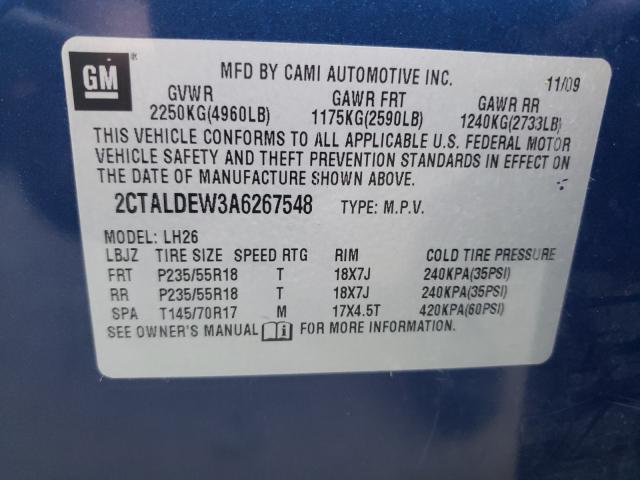 GM
MFD BY CAMI AUTOMOTIVE INC. 11/09
GVWR GAWR FRT GAWR RR
2250KG(4960LB) 1175KG(2590LB) 1240KG(2733LB)
THIS VEHICLE CONFORMS TO ALL APPLICABLE U.S. FEDERAL MOTOR
VEHICLE SAFETY AND THEFT PREVENTION STANDARDS IN EFFECT ON
THE DATE OF MANUFACTURE SHOWN ABOVE.
2CTALDEW3A6267548 TYPE: M.P.V.
MODEL: LH26
LBJZ TIRE SIZE SPEED RTG RIM COLD TIRE PRESSURE
FRT P235/55R18 T 18X7J 240KPA(35PSI)
RR P235/55R18 T 18X7J 240KPA(35PSI)
SPA T145/70R17 M 17X4.5T 420KPA(60PSI)
SEE OWNER'S MANUAL FOR MORE INFORMATION.